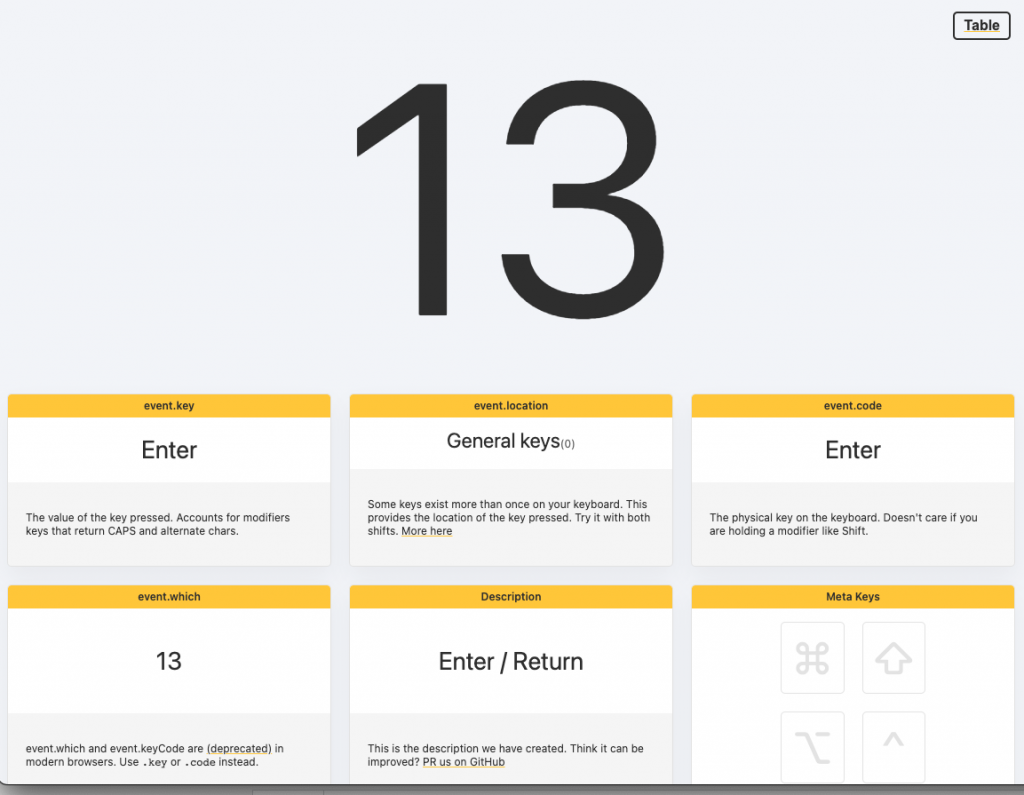 Table
13
event.key
Enter
The value of the key pressed. Accounts for modifiers
keys that return CAPS and alternate chars.
event.location
General keys(0)
Some keys exist more than once on your keyboard. This
provides the location of the key pressed. Try it with both
shifts. More here
event.code
Enter
The physical key on the keyboard. Doesn't care if you
are holding a modifier like Shift.
event.which
13
event.which and event.keyCode are (deprecated) in
modern browsers. Use .key or .code instead.
Description
Enter / Return
This is the description we have created. Think it can be
improved? PR us on GitHub
Meta Keys
⌘ ⇧
⌥ ^